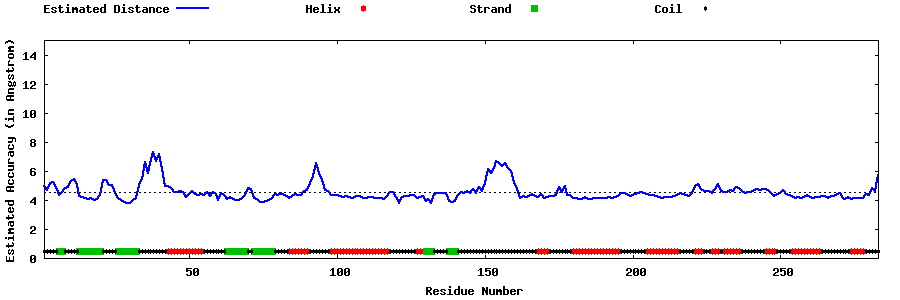 Estimated Distance Helix Strand Coil
Estimated Accuracy (in Angstrom)
14
12
10
8
6
4
2
0
50 100 150 200 250
Residue Number